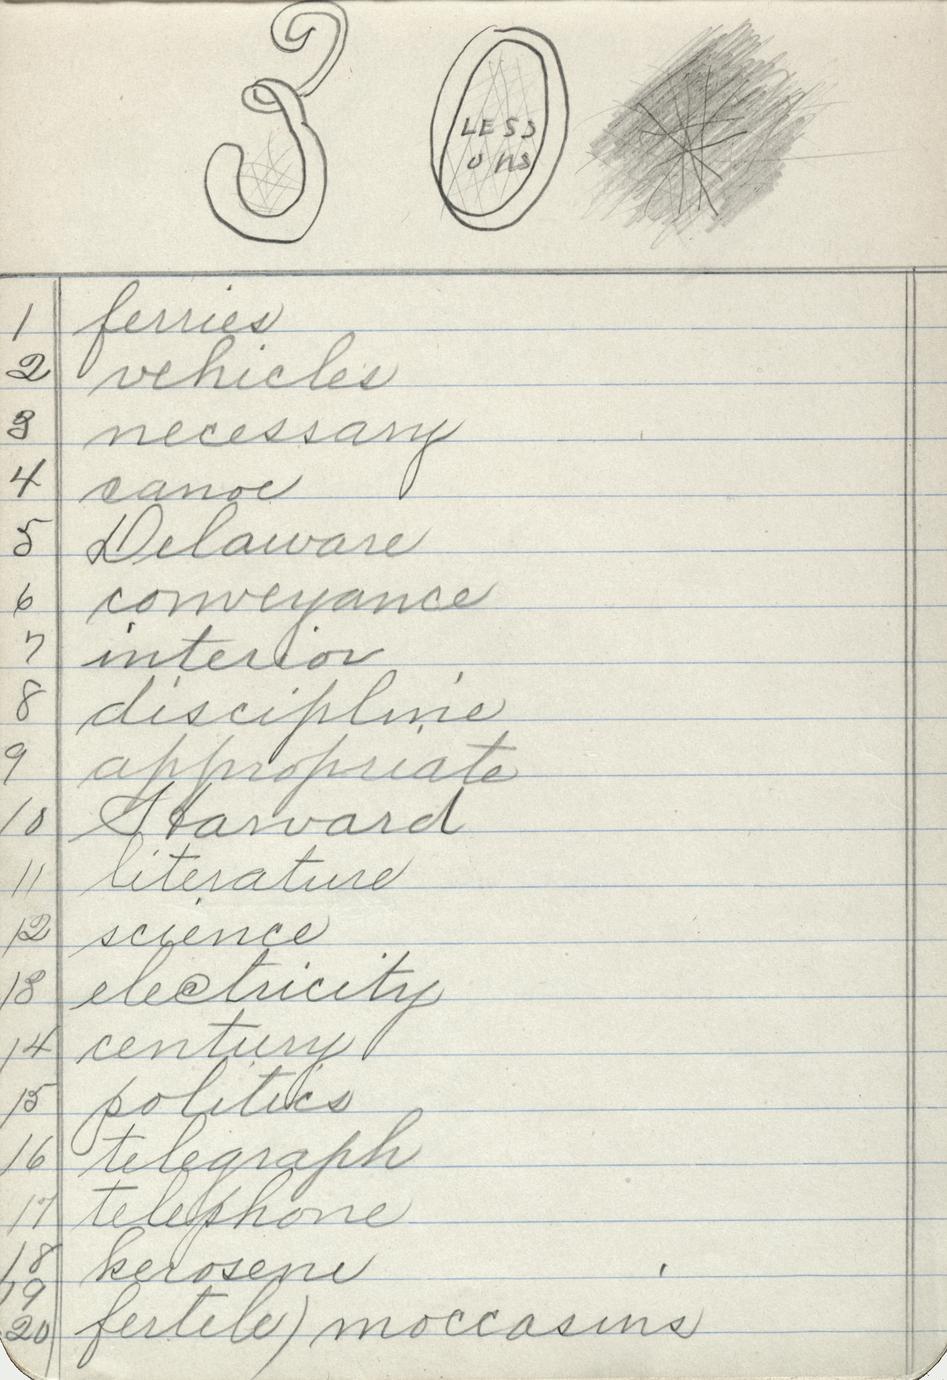 30
LESS
ONS
1 ferries
2 vehicles
3 necessary
4 canoe
5 Delaware
6 conveyance
7 interior
8 discipline
9 appropriate
10 Harvard
11 literature
12 science
13 electricity
14 century
15 politics
16 telegraph
17 telephone
18 kerosene
19
20 fertile) moccasins